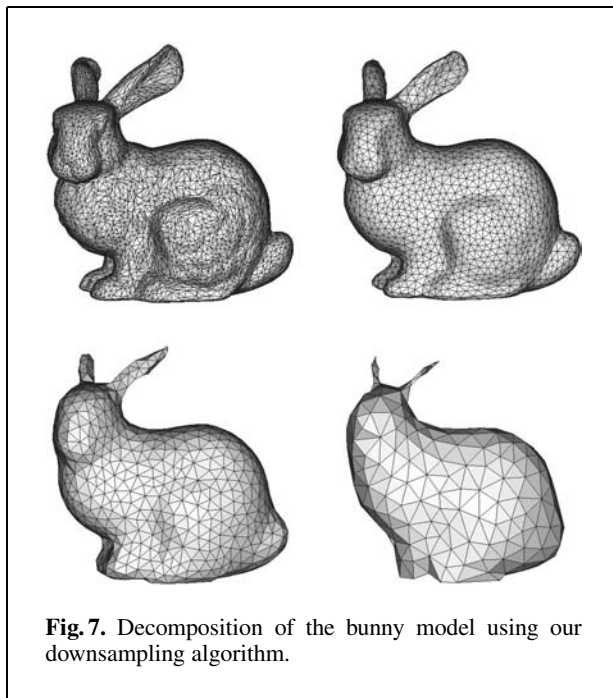 Fig. 7. Decomposition of the bunny model using our
downsampling algorithm.